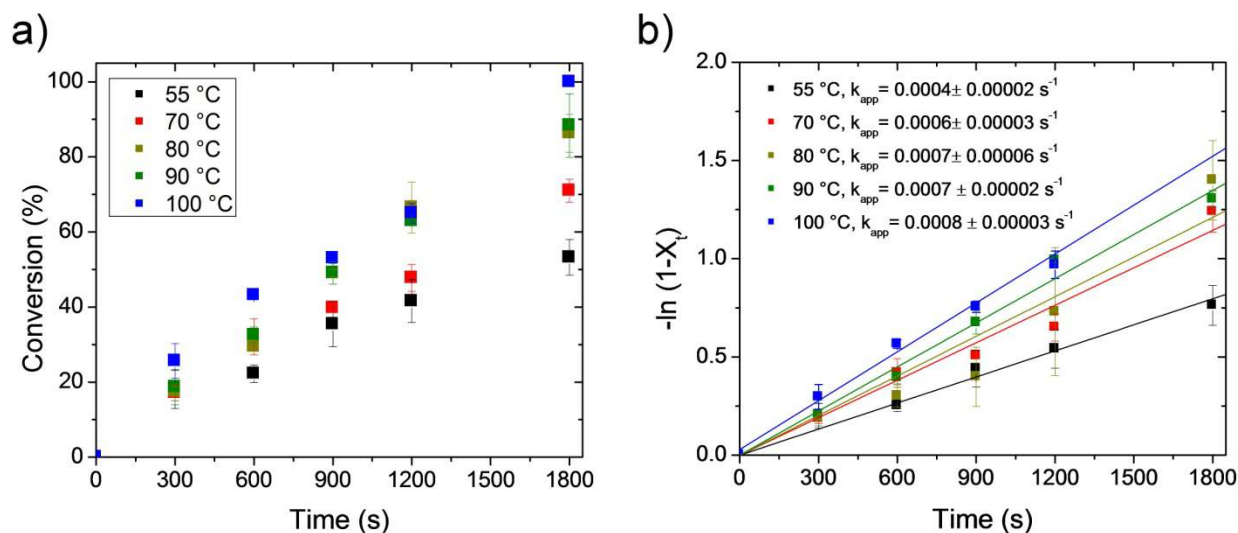 a)
100
80
60
40
20
0
Conversion (%)
55 °C
70 °C
80 °C
90 °C
100 °C
0 300 600 900 1200 1500 1800
Time (s)
b)
2.0
1.5
1.0
0.5
0.0
-ln (1-Xₜ)
55 °C, kapp= 0.0004± 0.00002 s⁻¹
70 °C, kapp= 0.0006± 0.00003 s⁻¹
80 °C, kapp= 0.0007± 0.00006 s⁻¹
90 °C, kapp= 0.0007 ± 0.00002 s⁻¹
100 °C, kapp= 0.0008 ± 0.00003 s⁻¹
0 300 600 900 1200 1500 1800
Time (s)